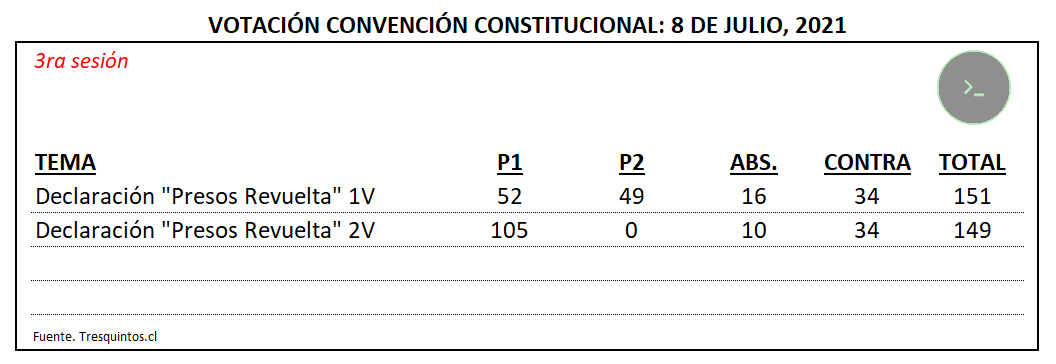 VOTACIÓN CONVENCIÓN CONSTITUCIONAL: 8 DE JULIO, 2021
3ra sesión
>_
TEMA P1 P2 ABS. CONTRA TOTAL
Declaración "Presos Revuelta" 1V 52 49 16 34 151
Declaración "Presos Revuelta" 2V 105 0 10 34 149
Fuente. Tresquintos.cl